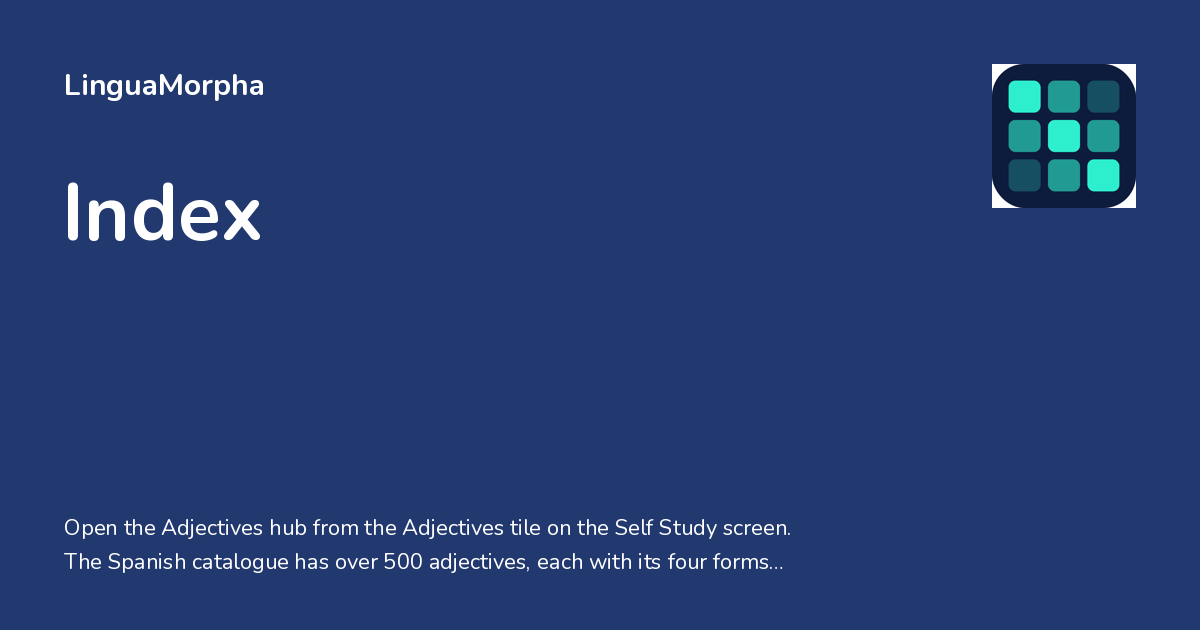 LinguaMorpha
Index
Open the Adjectives hub from the Adjectives tile on the Self Study screen.
The Spanish catalogue has over 500 adjectives, each with its four forms…